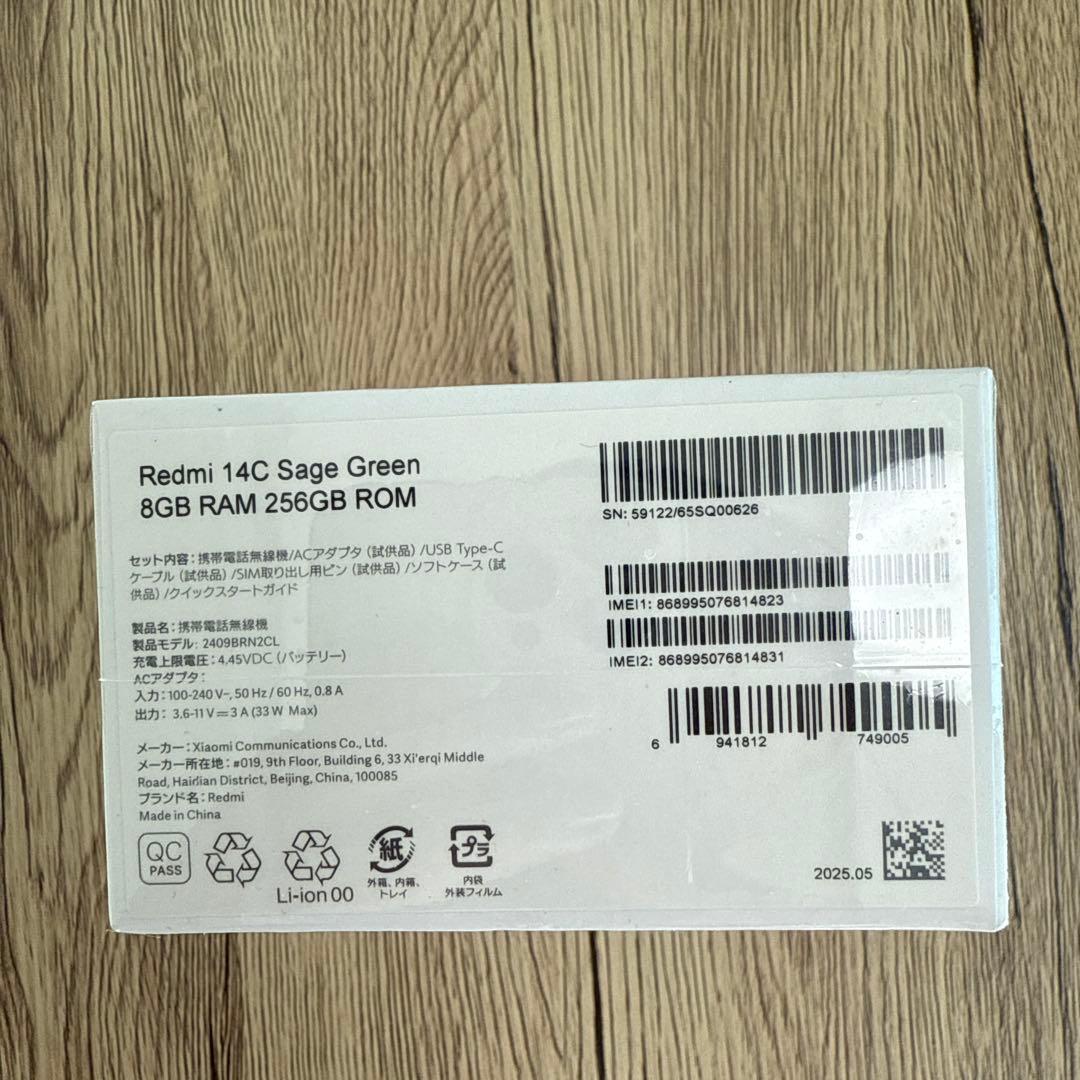 Redmi 14C Sage Green
8GB RAM 256GB ROM
セット内容：携帯電話無線機/ACアダプタ（試供品）/USB Type-C
ケーブル（試供品）/SIM取り出し用ピン（試供品）/ソフトケース（試
供品）/クイックスタートガイド
製品名：携帯電話無線機
製品モデル: 2409BRN2CL
充電上限電圧：4.45VDC（バッテリー）
ACアダプタ：
入力：100-240 V~, 50 Hz / 60 Hz, 0.8 A
出力： 3.6-11 V⎓3 A (33 W Max)
メーカー：Xiaomi Communications Co., Ltd.
メーカー所在地：#019, 9th Floor, Building 6, 33 Xi'erqi Middle
Road, Haidian District, Beijing, China, 100085
ブランド名：Redmi
Made in China
QC
PASS
Li-ion 00
紙
外箱、内箱、
トレイ
プラ
内袋
外装フィルム
SN: 59122/65SQ00626
IMEI1: 868995076814823
IMEI2: 868995076814831
6 941812 749005
2025.05